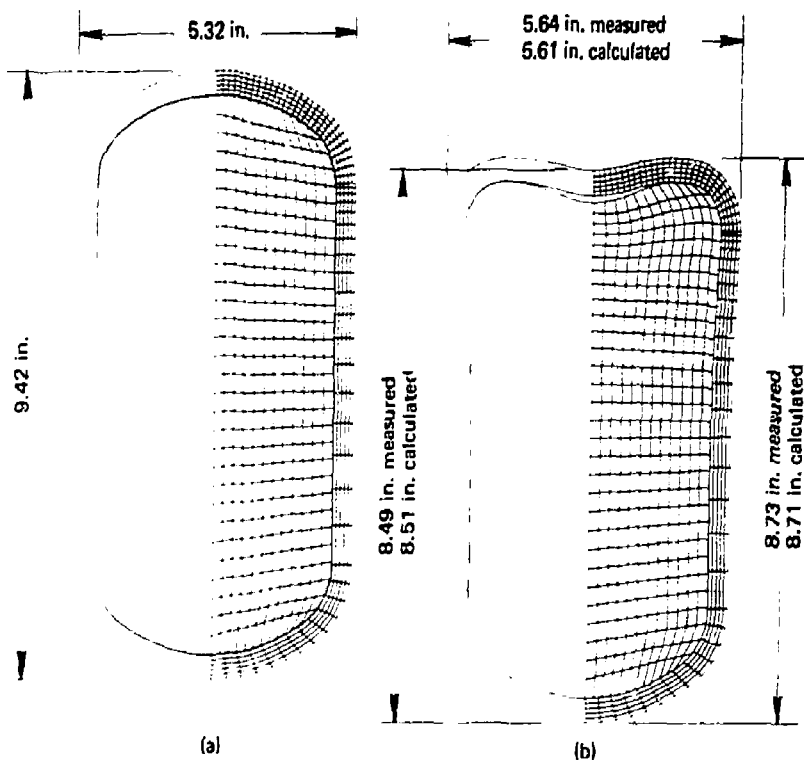 5.32 in.
9.42 in.
(a)
5.64 in. measured
5.61 in. calculated
8.49 in. measured
8.51 in. calculated
8.73 in. measured
8.71 in. calculated
(b)